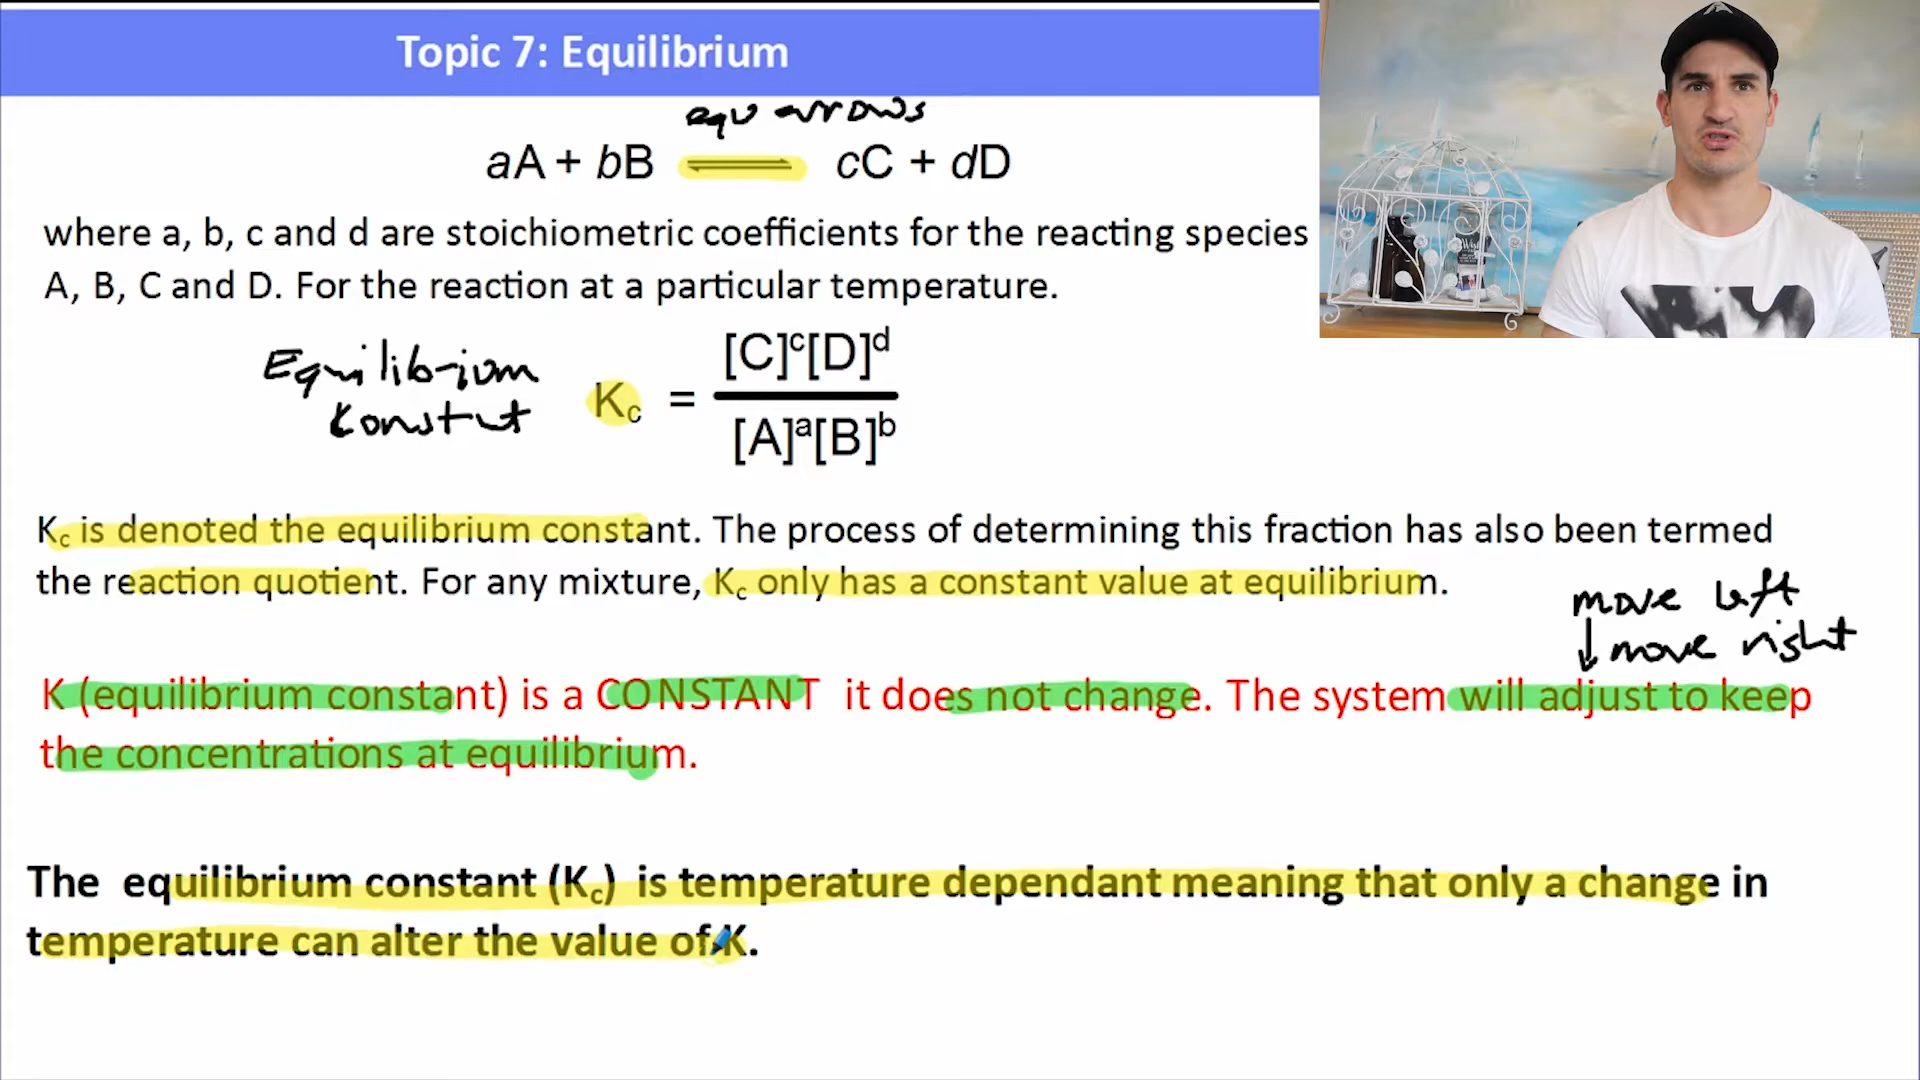 Topic 7: Equilibrium
equ arrows
aA + bB ⇌ cC + dD
where a, b, c and d are stoichiometric coefficients for the reacting species
A, B, C and D. For the reaction at a particular temperature.
Equilibrium
Konstnt
Kc = [C]^c[D]^d
[A]^a[B]^b
Kc is denoted the equilibrium constant. The process of determining this fraction has also been termed
the reaction quotient. For any mixture, Kc only has a constant value at equilibrium.
move left
↓ move right
K (equilibrium constant) is a CONSTANT it does not change. The system will adjust to keep
the concentrations at equilibrium.
The equilibrium constant (Kc) is temperature dependant meaning that only a change in
temperature can alter the value of K.